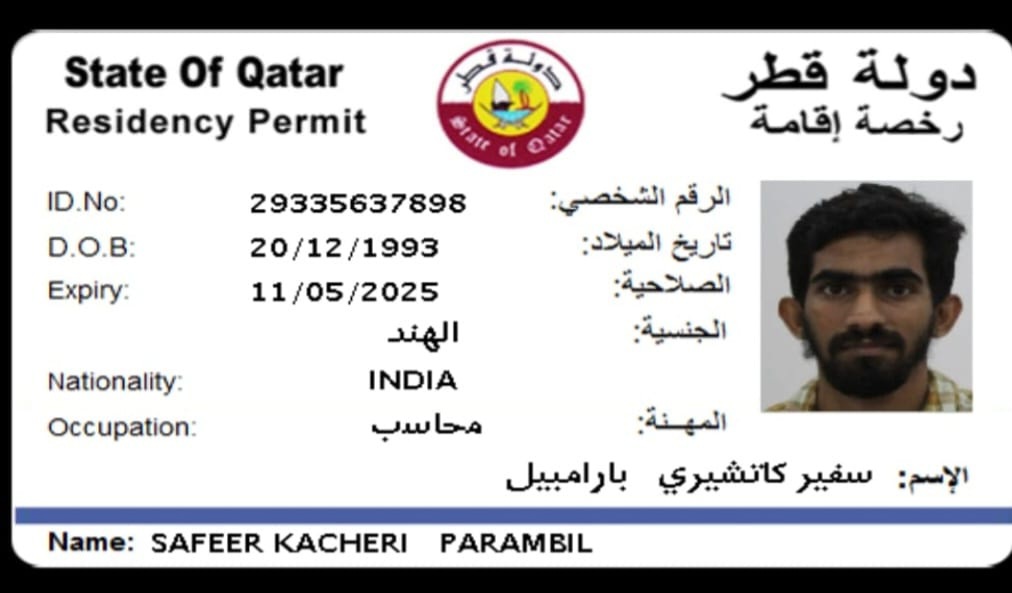 State Of Qatar
دولة قطر
Residency Permit
رخصة إقامة
دولة قطر
State of Qatar
ID.No: 29335637898 الرقم الشخصي:
D.O.B: 20/12/1993 تاريخ الميلاد:
Expiry: 11/05/2025 الصلاحية:
الهند الجنسية:
Nationality: INDIA
Occupation: محاسب المهنة:
الإسم: سفير كاتشيري بارامبيل
Name: SAFEER KACHERI PARAMBIL